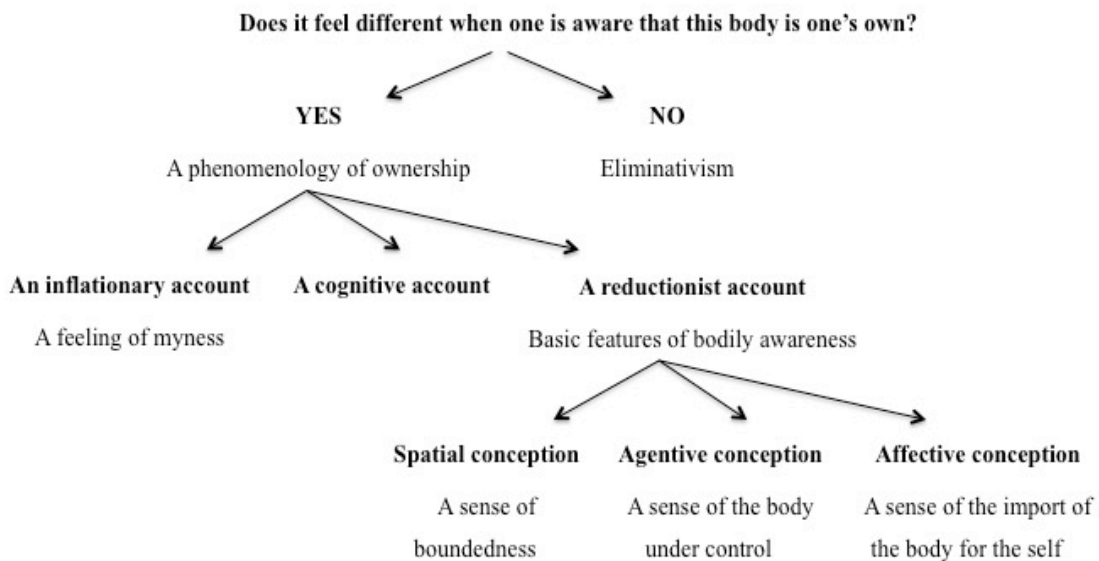 Does it feel different when one is aware that this body is one's own?
YES
NO
A phenomenology of ownership
Eliminativism
An inflationary account
A cognitive account
A reductionist account
A feeling of myness
Basic features of bodily awareness
Spatial conception
Agentive conception
Affective conception
A sense of
boundedness
A sense of the body
under control
A sense of the import of
the body for the self